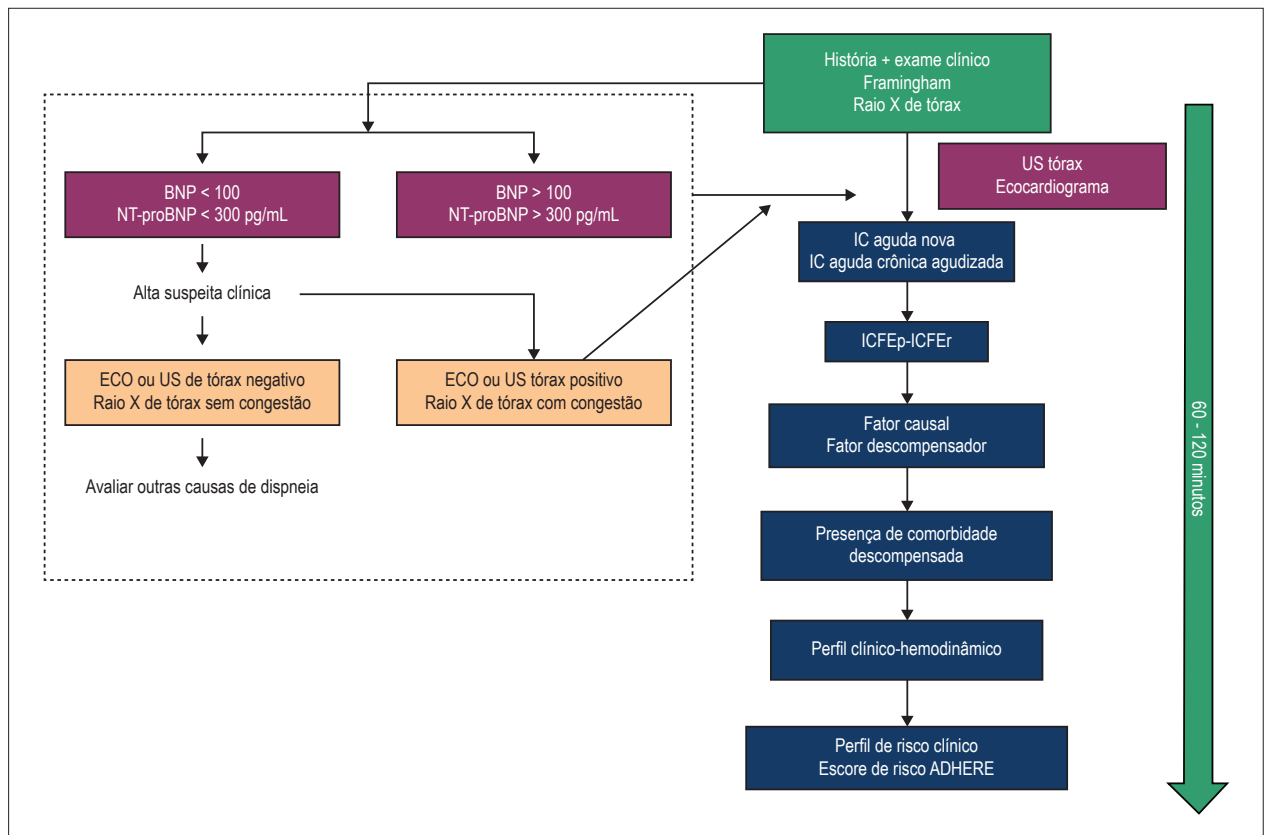 História + exame clínico
Framingham
Raio X de tórax
US tórax
Ecocardiograma
BNP < 100
NT-proBNP < 300 pg/mL
BNP > 100
NT-proBNP > 300 pg/mL
Alta suspeita clínica
ECO ou US de tórax negativo
Raio X de tórax sem congestão
ECO ou US tórax positivo
Raio X de tórax com congestão
Avaliar outras causas de dispneia
IC aguda nova
IC aguda crônica agudizada
ICFEp-ICFEr
Fator causal
Fator descompensador
Presença de comorbidade
descompensada
Perfil clínico-hemodinâmico
Perfil de risco clínico
Escore de risco ADHERE
60 - 120 minutos